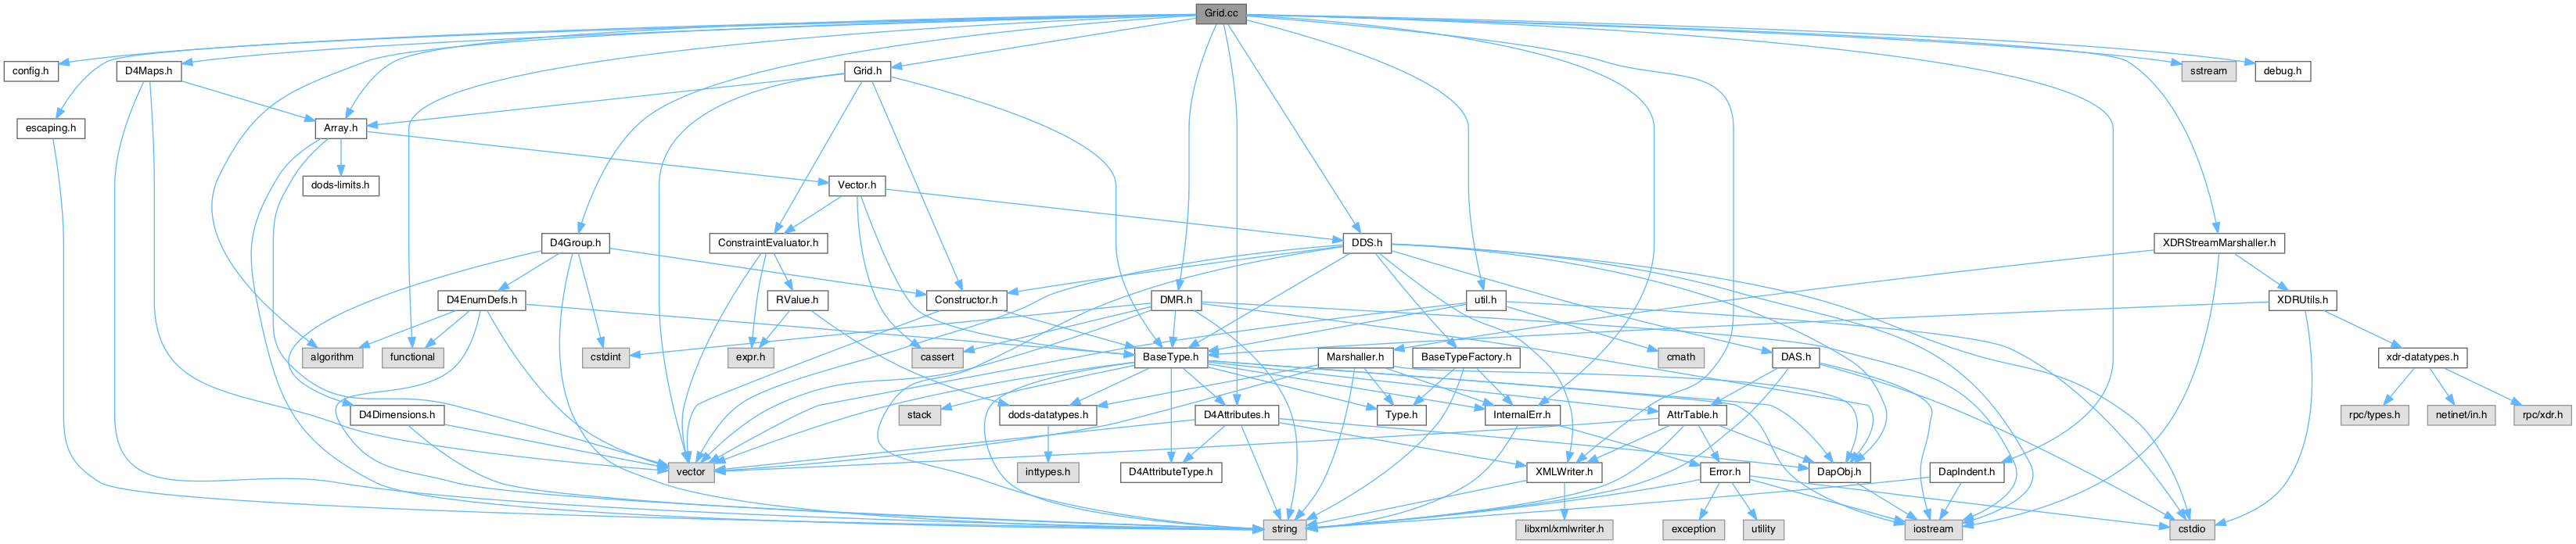 Grid.cc
config.h
D4Maps.h
Grid.h
sstream
debug.h
escaping.h
Array.h
dods-limits.h
Vector.h
D4Group.h
ConstraintEvaluator.h
DDS.h
XDRStreamMarshaller.h
D4EnumDefs.h
RValue.h
Constructor.h
DMR.h
util.h
XDRUtils.h
algorithm
functional
cstdint
expr.h
cassert
BaseType.h
Marshaller.h
BaseTypeFactory.h
cmath
DAS.h
xdr-datatypes.h
D4Dimensions.h
stack
dods-datatypes.h
D4Attributes.h
Type.h
InternalErr.h
AttrTable.h
rpc/types.h
netinet/in.h
rpc/xdr.h
vector
inttypes.h
D4AttributeType.h
XMLWriter.h
Error.h
DapObj.h
DapIndent.h
string
libxml/xmlwriter.h
exception
utility
iostream
cstdio